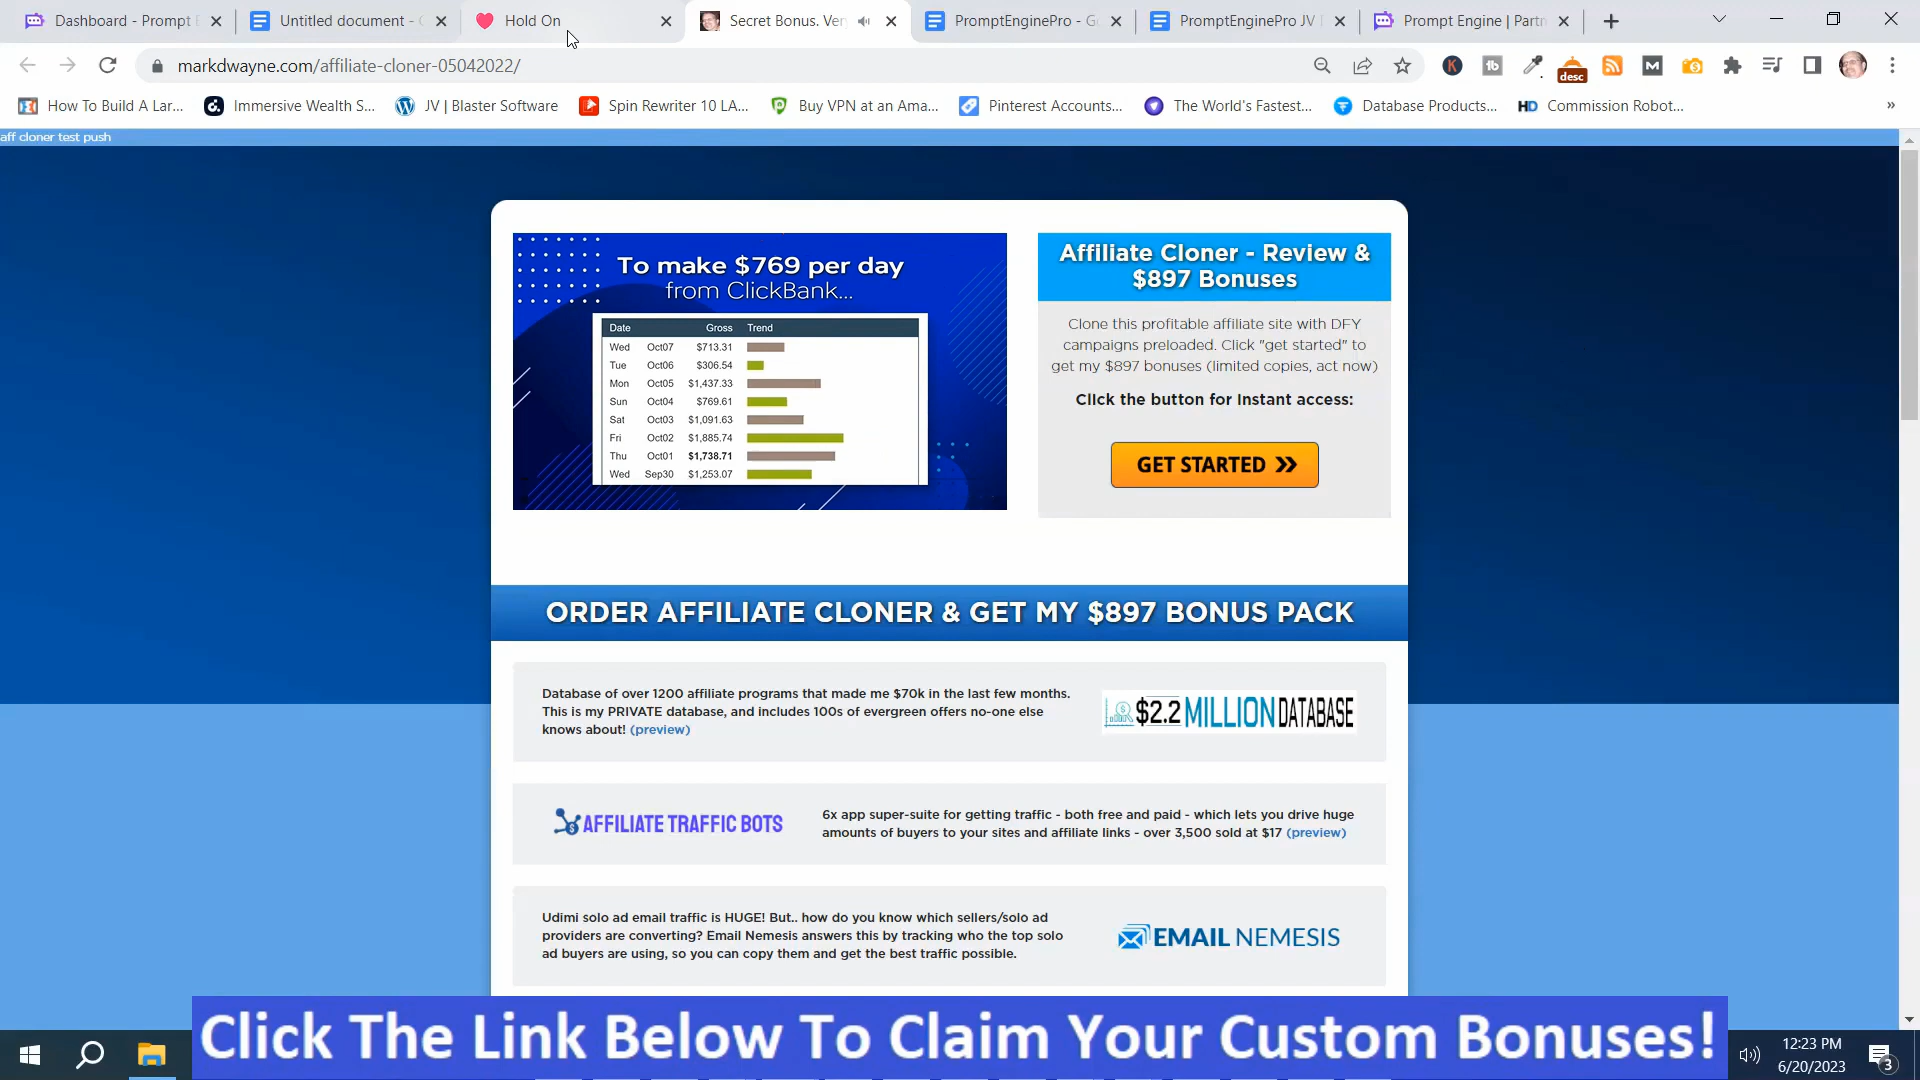 Dashboard - Prompt E
Untitled document - G
Hold On
Secret Bonus. Ver
PromptEnginePro - Go
PromptEnginePro JV
Prompt Engine | Partn
markdwayne.com/affiliate-cloner-05042022/
K
tb
desc
M
How To Build A Lar...
Immersive Wealth S...
JV | Blaster Software
Spin Rewriter 10 LA...
Buy VPN at an Ama...
Pinterest Accounts...
The World's Fastest...
Database Products...
HD
Commission Robot...
»
aff cloner test push
To make $769 per day
from ClickBank...
Date Gross Trend
Wed Oct07 $713.31
Tue Oct06 $306.54
Mon Oct05 $1,437.33
Sun Oct04 $769.61
Sat Oct03 $1,091.63
Fri Oct02 $1,885.74
Thu Oct01 $1,738.71
Wed Sep30 $1,253.07
Affiliate Cloner - Review &
$897 Bonuses
Clone this profitable affiliate site with DFY
campaigns preloaded. Click "get started" to
get my $897 bonuses (limited copies, act now)
Click the button for instant access:
GET STARTED »
ORDER AFFILIATE CLONER & GET MY $897 BONUS PACK
Database of over 1200 affiliate programs that made me $70k in the last few months.
This is my PRIVATE database, and includes 100s of evergreen offers no-one else
knows about! (preview)
$2.2 MILLION DATABASE
AFFILIATE TRAFFIC BOTS
6x app super-suite for getting traffic - both free and paid - which lets you drive huge
amounts of buyers to your sites and affiliate links - over 3,500 sold at $17 (preview)
Udimi solo ad email traffic is HUGE! But.. how do you know which sellers/solo ad
providers are converting? Email Nemesis answers this by tracking who the top solo
ad buyers are using, so you can copy them and get the best traffic possible.
EMAIL NEMESIS
Click The Link Below To Claim Your Custom Bonuses!
12:23 PM
6/20/2023
3